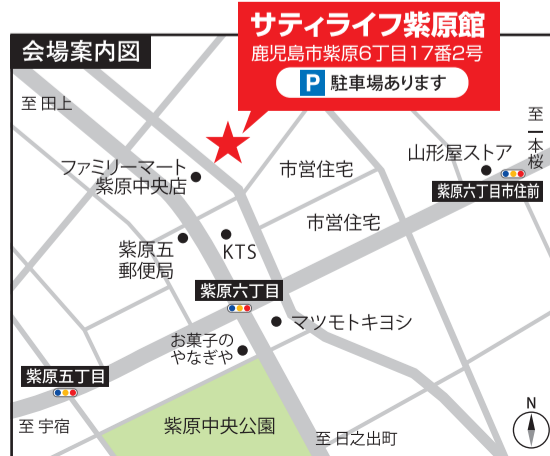 サティライフ紫原館
鹿児島市紫原6丁目17番2号
P 駐車場あります
会場案内図
至 田上
至 一本桜
山形屋ストア
市営住宅
ファミリーマート
紫原中央店
紫原六丁目市住前
市営住宅
紫原五
郵便局
KTS
紫原六丁目
マツモトキヨシ
お菓子の
やなぎや
紫原五丁目
N
紫原中央公園
至 宇宿
至 日之出町